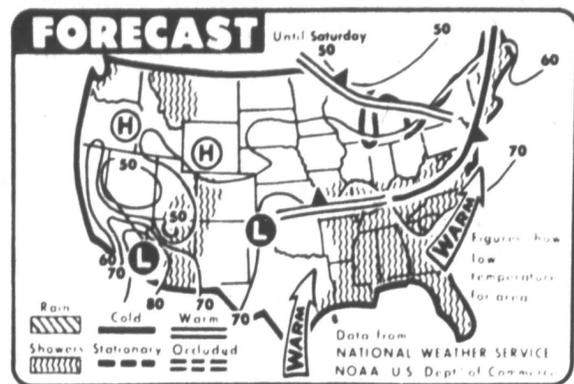 FORECAST Until Saturday
50
50
60
H
H
50
70
50
L
L
WARM
60
70
80
70
70
Figures show
low
temperature
for area
Rain Cold Warm
Showers Stationary Occluded
WARM
Data from
NATIONAL WEATHER SERVICE
NOAA U S Dept of Commerce